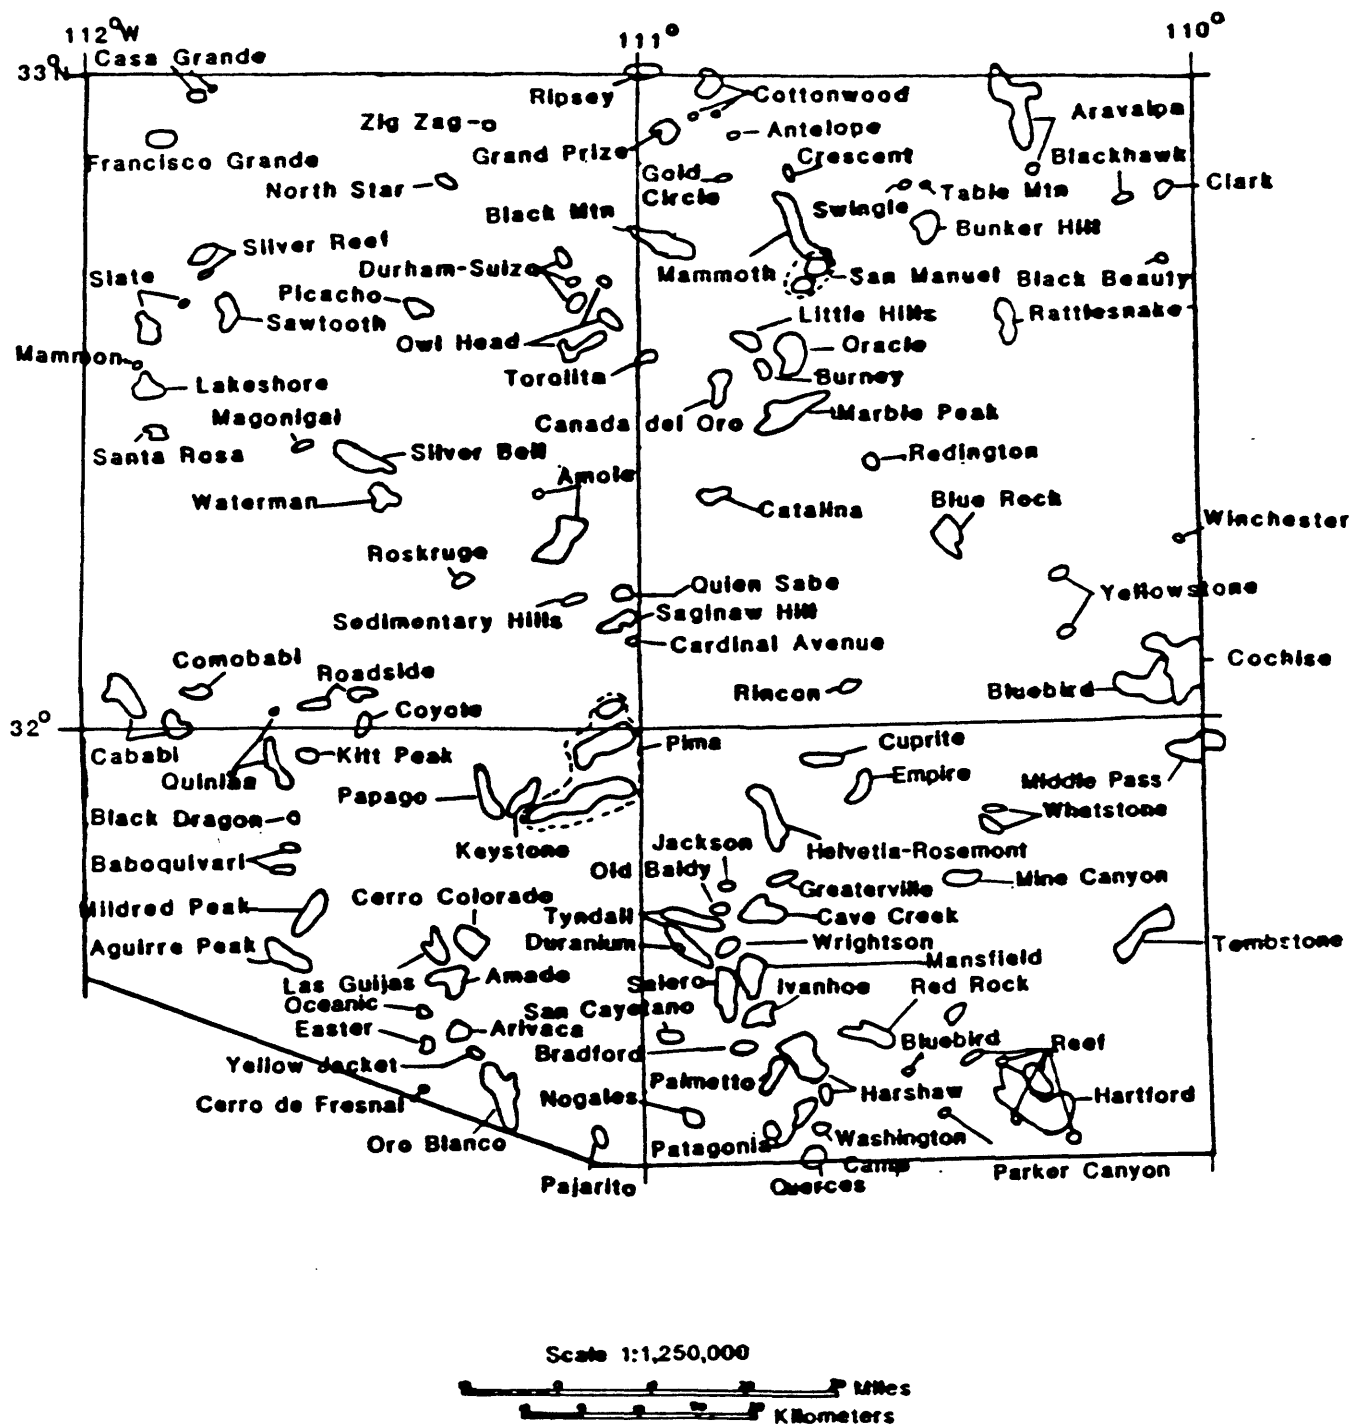 112°W
111°
110°
33°N
Casa Grande
Ripsey
Cottonwood
Aravaipa
Zig Zag
Antelope
Grand Prize
Crescent
Blackhawk
Francisco Grande
North Star
Gold
Circle
Swingle
Table Mtn
Clark
Black Mtn
Bunker Hill
Silver Reef
Slate
Durham-Suizo
Mammoth
San Manuel
Black Beauty
Picacho
Sawtooth
Little Hills
Rattlesnake
Owl Head
Oracle
Mammon
Lakeshore
Torolita
Burney
Magonigal
Canada del Oro
Marble Peak
Santa Rosa
Silver Bell
Redington
Amole
Waterman
Catalina
Blue Rock
Winchester
Roskruge
Quien Sabe
Yellowstone
Sedimentary Hills
Saginaw Hill
Cardinal Avenue
Comobabi
Roadside
Cochise
Rincon
Bluebird
32°
Coyote
Cababi
Kitt Peak
Pima
Cuprite
Quinlan
Empire
Middle Pass
Papago
Whetstone
Black Dragon
Keystone
Jackson
Helvetia-Rosemont
Baboquivari
Old Baldy
Greaterville
Mine Canyon
Mildred Peak
Cerro Colorado
Tyndall
Cave Creek
Aguirre Peak
Duranium
Wrightson
Tombstone
Las Guijas
Amado
Salero
Mansfield
Oceanic
San Cayetano
Ivanhoe
Red Rock
Easter
Arivaca
Bradford
Bluebird
Reef
Yellow Jacket
Palmetto
Harshaw
Hartford
Cerro de Fresnal
Nogales
Oro Blanco
Patagonia
Washington
Camp
Parker Canyon
Pajarito
Querces
Scale 1:1,250,000
Miles
Kilometers